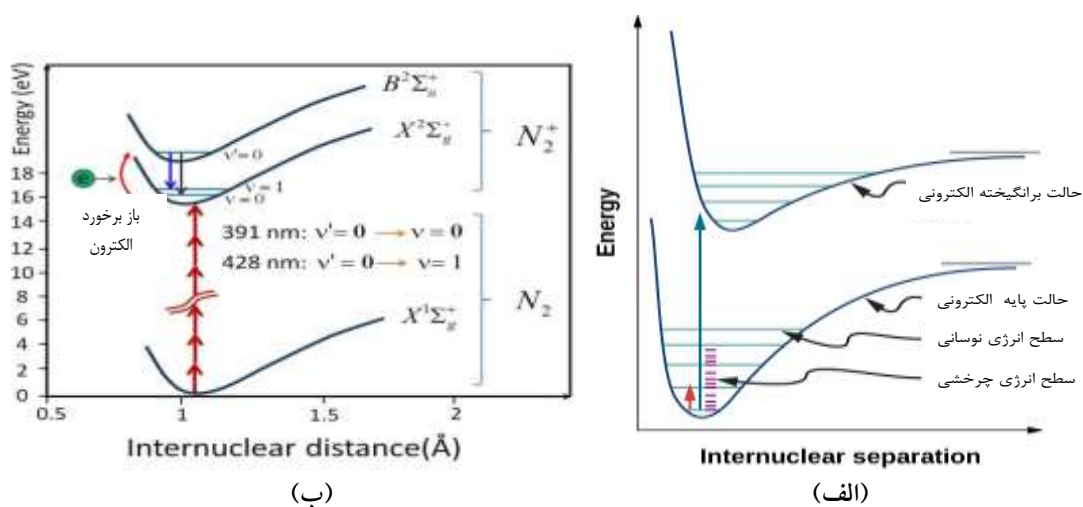 Energy (eV)
18
16
14
12
10
8
6
4
2
0
0.5
1
1.5
2
Internuclear distance(Å)
B²Σᵤ⁺
X²Σg⁺
N₂⁺
ν'=0
ν=1
ν=0
e
باز برخورد
الکترون
391 nm: ν'= 0 → ν = 0
428 nm: ν' = 0 → ν = 1
X¹Σg⁺
N₂
(ب)
Energy
حالت برانگیخته الکترونی
حالت پایه الکترونی
سطح انرژی نوسانی
سطح انرژی چرخشی
Internuclear separation
(الف)